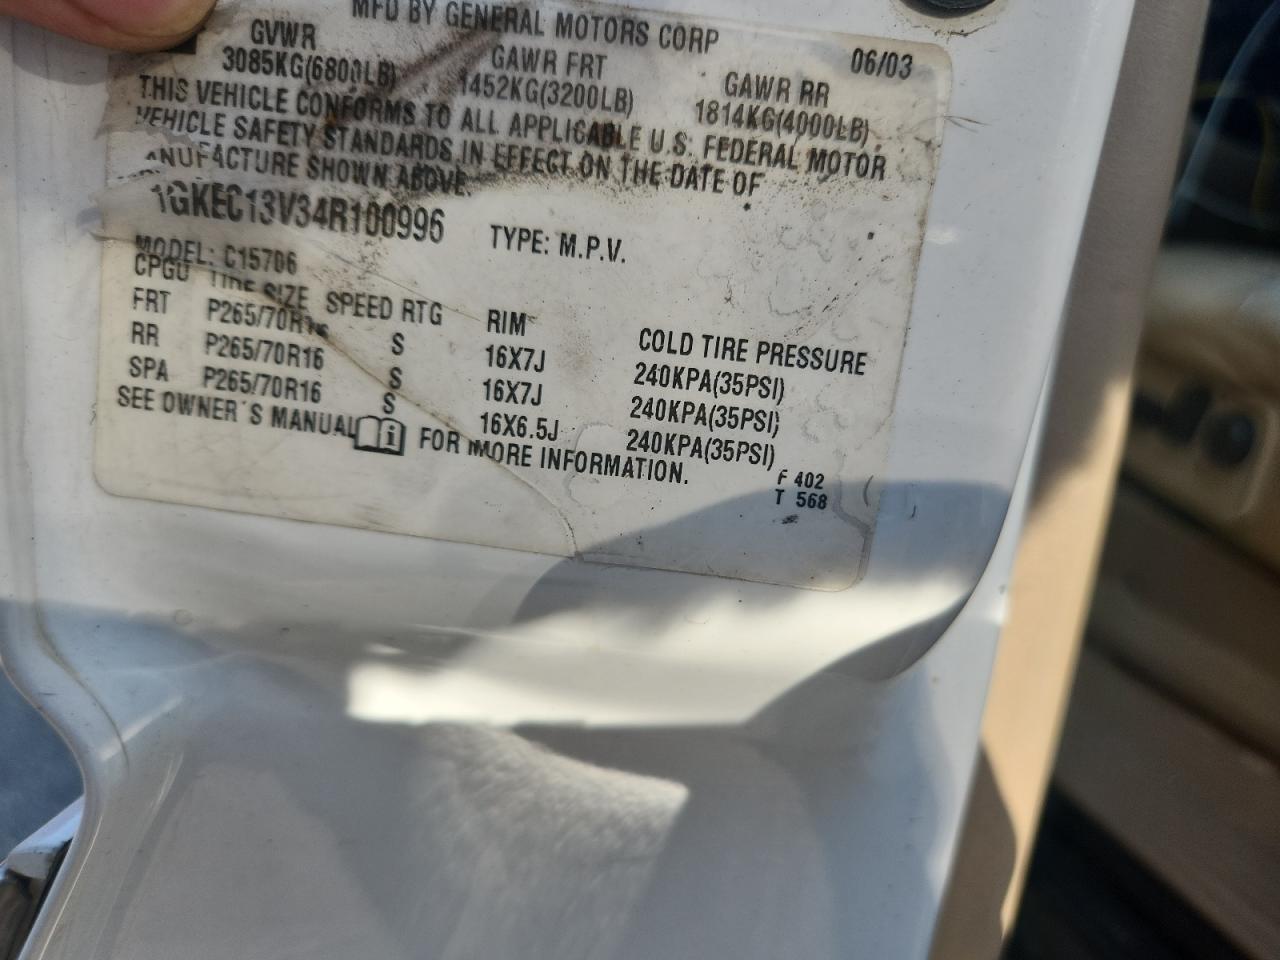 MFD BY GENERAL MOTORS CORP
06/03
GVWR GAWR FRT GAWR RR
3085KG(6800LB) 1452KG(3200LB) 1814KG(4000LB)
THIS VEHICLE CONFORMS TO ALL APPLICABLE U.S. FEDERAL MOTOR
VEHICLE SAFETY STANDARDS IN EFFECT ON THE DATE OF
MANUFACTURE SHOWN ABOVE.
1GKEC13V34R100996 TYPE: M.P.V.
MODEL: C15706
TIRE SIZE SPEED RTG RIM COLD TIRE PRESSURE
FRT P265/70R16 S 16X7J 240KPA(35PSI)
RR P265/70R16 S 16X7J 240KPA(35PSI)
SPA P265/70R16 S 16X6.5J 240KPA(35PSI)
SEE OWNER'S MANUAL FOR MORE INFORMATION.
F 402
T 568